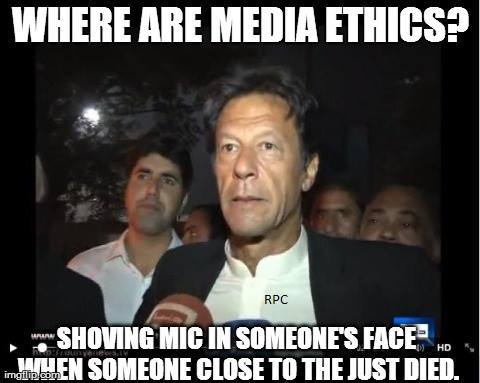 WHERE ARE MEDIA ETHICS?
RPC
SHOVING MIC IN SOMEONE'S FACE
HD
WHEN SOMEONE CLOSE TO THE JUST DIED.
imgflip.com